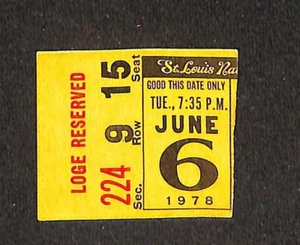 LOGE RESERVED
224 Sec.
9 Row
15 Seat
St. Louis Na
GOOD THIS DATE ONLY
TUE., 7:35 P.M.
JUNE
6
1978